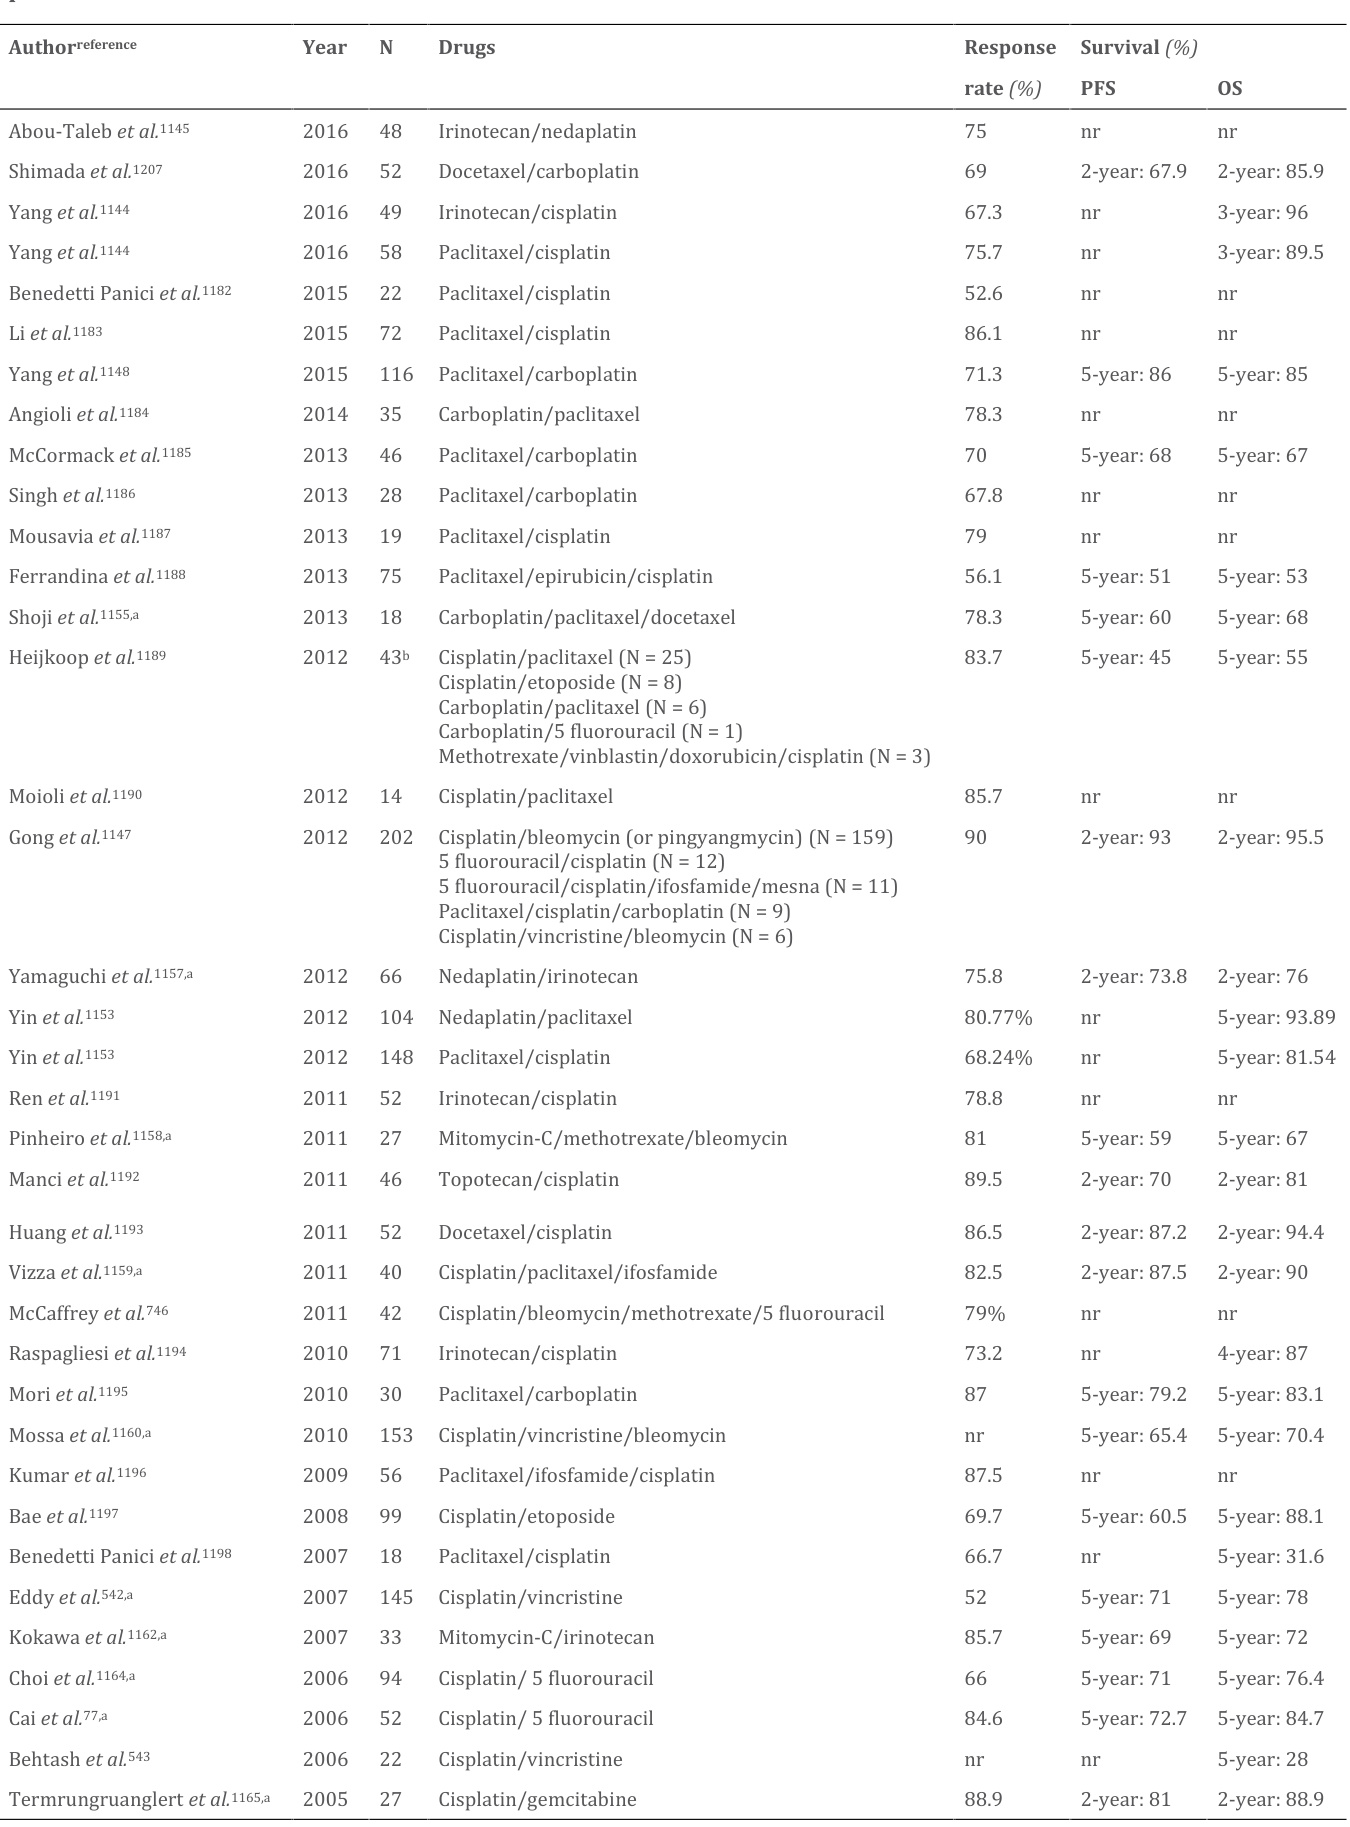 Author reference Year N Drugs Response Survival (%)
rate (%) PFS OS
Abou-Taleb et al.1145 2016 48 Irinotecan/nedaplatin 75 nr nr
Shimada et al.1207 2016 52 Docetaxel/carboplatin 69 2-year: 67.9 2-year: 85.9
Yang et al.1144 2016 49 Irinotecan/cisplatin 67.3 nr 3-year: 96
Yang et al.1144 2016 58 Paclitaxel/cisplatin 75.7 nr 3-year: 89.5
Benedetti Panici et al.1182 2015 22 Paclitaxel/cisplatin 52.6 nr nr
Li et al.1183 2015 72 Paclitaxel/cisplatin 86.1 nr nr
Yang et al.1148 2015 116 Paclitaxel/carboplatin 71.3 5-year: 86 5-year: 85
Angioli et al.1184 2014 35 Carboplatin/paclitaxel 78.3 nr nr
McCormack et al.1185 2013 46 Paclitaxel/carboplatin 70 5-year: 68 5-year: 67
Singh et al.1186 2013 28 Paclitaxel/carboplatin 67.8 nr nr
Mousavia et al.1187 2013 19 Paclitaxel/cisplatin 79 nr nr
Ferrandina et al.1188 2013 75 Paclitaxel/epirubicin/cisplatin 56.1 5-year: 51 5-year: 53
Shoji et al.1155,a 2013 18 Carboplatin/paclitaxel/docetaxel 78.3 5-year: 60 5-year: 68
Heijkoop et al.1189 2012 43b Cisplatin/paclitaxel (N = 25) 83.7 5-year: 45 5-year: 55
Cisplatin/etoposide (N = 8)
Carboplatin/paclitaxel (N = 6)
Carboplatin/5 fluorouracil (N = 1)
Methotrexate/vinblastin/doxorubicin/cisplatin (N = 3)
Moioli et al.1190 2012 14 Cisplatin/paclitaxel 85.7 nr nr
Gong et al.1147 2012 202 Cisplatin/bleomycin (or pingyangmycin) (N = 159) 90 2-year: 93 2-year: 95.5
5 fluorouracil/cisplatin (N = 12)
5 fluorouracil/cisplatin/ifosfamide/mesna (N = 11)
Paclitaxel/cisplatin/carboplatin (N = 9)
Cisplatin/vincristine/bleomycin (N = 6)
Yamaguchi et al.1157,a 2012 66 Nedaplatin/irinotecan 75.8 2-year: 73.8 2-year: 76
Yin et al.1153 2012 104 Nedaplatin/paclitaxel 80.77% nr 5-year: 93.89
Yin et al.1153 2012 148 Paclitaxel/cisplatin 68.24% nr 5-year: 81.54
Ren et al.1191 2011 52 Irinotecan/cisplatin 78.8 nr nr
Pinheiro et al.1158,a 2011 27 Mitomycin-C/methotrexate/bleomycin 81 5-year: 59 5-year: 67
Manci et al.1192 2011 46 Topotecan/cisplatin 89.5 2-year: 70 2-year: 81
Huang et al.1193 2011 52 Docetaxel/cisplatin 86.5 2-year: 87.2 2-year: 94.4
Vizza et al.1159,a 2011 40 Cisplatin/paclitaxel/ifosfamide 82.5 2-year: 87.5 2-year: 90
McCaffrey et al.746 2011 42 Cisplatin/bleomycin/methotrexate/5 fluorouracil 79% nr nr
Raspagliesi et al.1194 2010 71 Irinotecan/cisplatin 73.2 nr 4-year: 87
Mori et al.1195 2010 30 Paclitaxel/carboplatin 87 5-year: 79.2 5-year: 83.1
Mossa et al.1160,a 2010 153 Cisplatin/vincristine/bleomycin nr 5-year: 65.4 5-year: 70.4
Kumar et al.1196 2009 56 Paclitaxel/ifosfamide/cisplatin 87.5 nr nr
Bae et al.1197 2008 99 Cisplatin/etoposide 69.7 5-year: 60.5 5-year: 88.1
Benedetti Panici et al.1198 2007 18 Paclitaxel/cisplatin 66.7 nr 5-year: 31.6
Eddy et al.542,a 2007 145 Cisplatin/vincristine 52 5-year: 71 5-year: 78
Kokawa et al.1162,a 2007 33 Mitomycin-C/irinotecan 85.7 5-year: 69 5-year: 72
Choi et al.1164,a 2006 94 Cisplatin/ 5 fluorouracil 66 5-year: 71 5-year: 76.4
Cai et al.77,a 2006 52 Cisplatin/ 5 fluorouracil 84.6 5-year: 72.7 5-year: 84.7
Behtash et al.543 2006 22 Cisplatin/vincristine nr nr 5-year: 28
Termrungruanglert et al.1165,a 2005 27 Cisplatin/gemcitabine 88.9 2-year: 81 2-year: 88.9